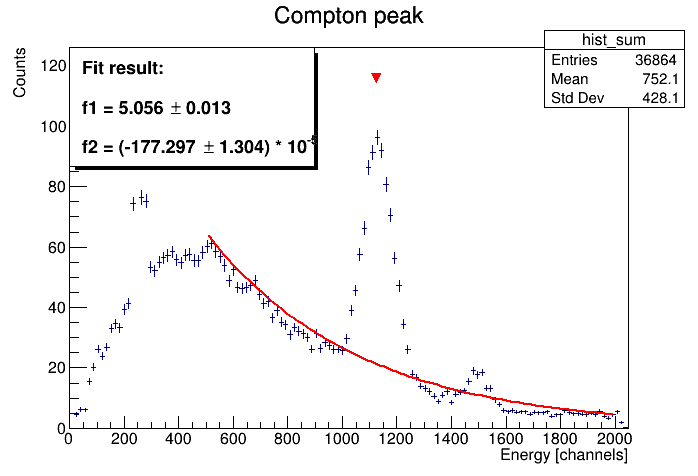 Compton peak
hist_sum
Entries 36864
Mean 752.1
Std Dev 428.1
Counts
Fit result:
f1 = 5.056 ± 0.013
f2 = (-177.297 ± 1.304) * 10
120
100
80
60
40
20
0
0 200 400 600 800 1000 1200 1400 1600 1800 2000
Energy [channels]